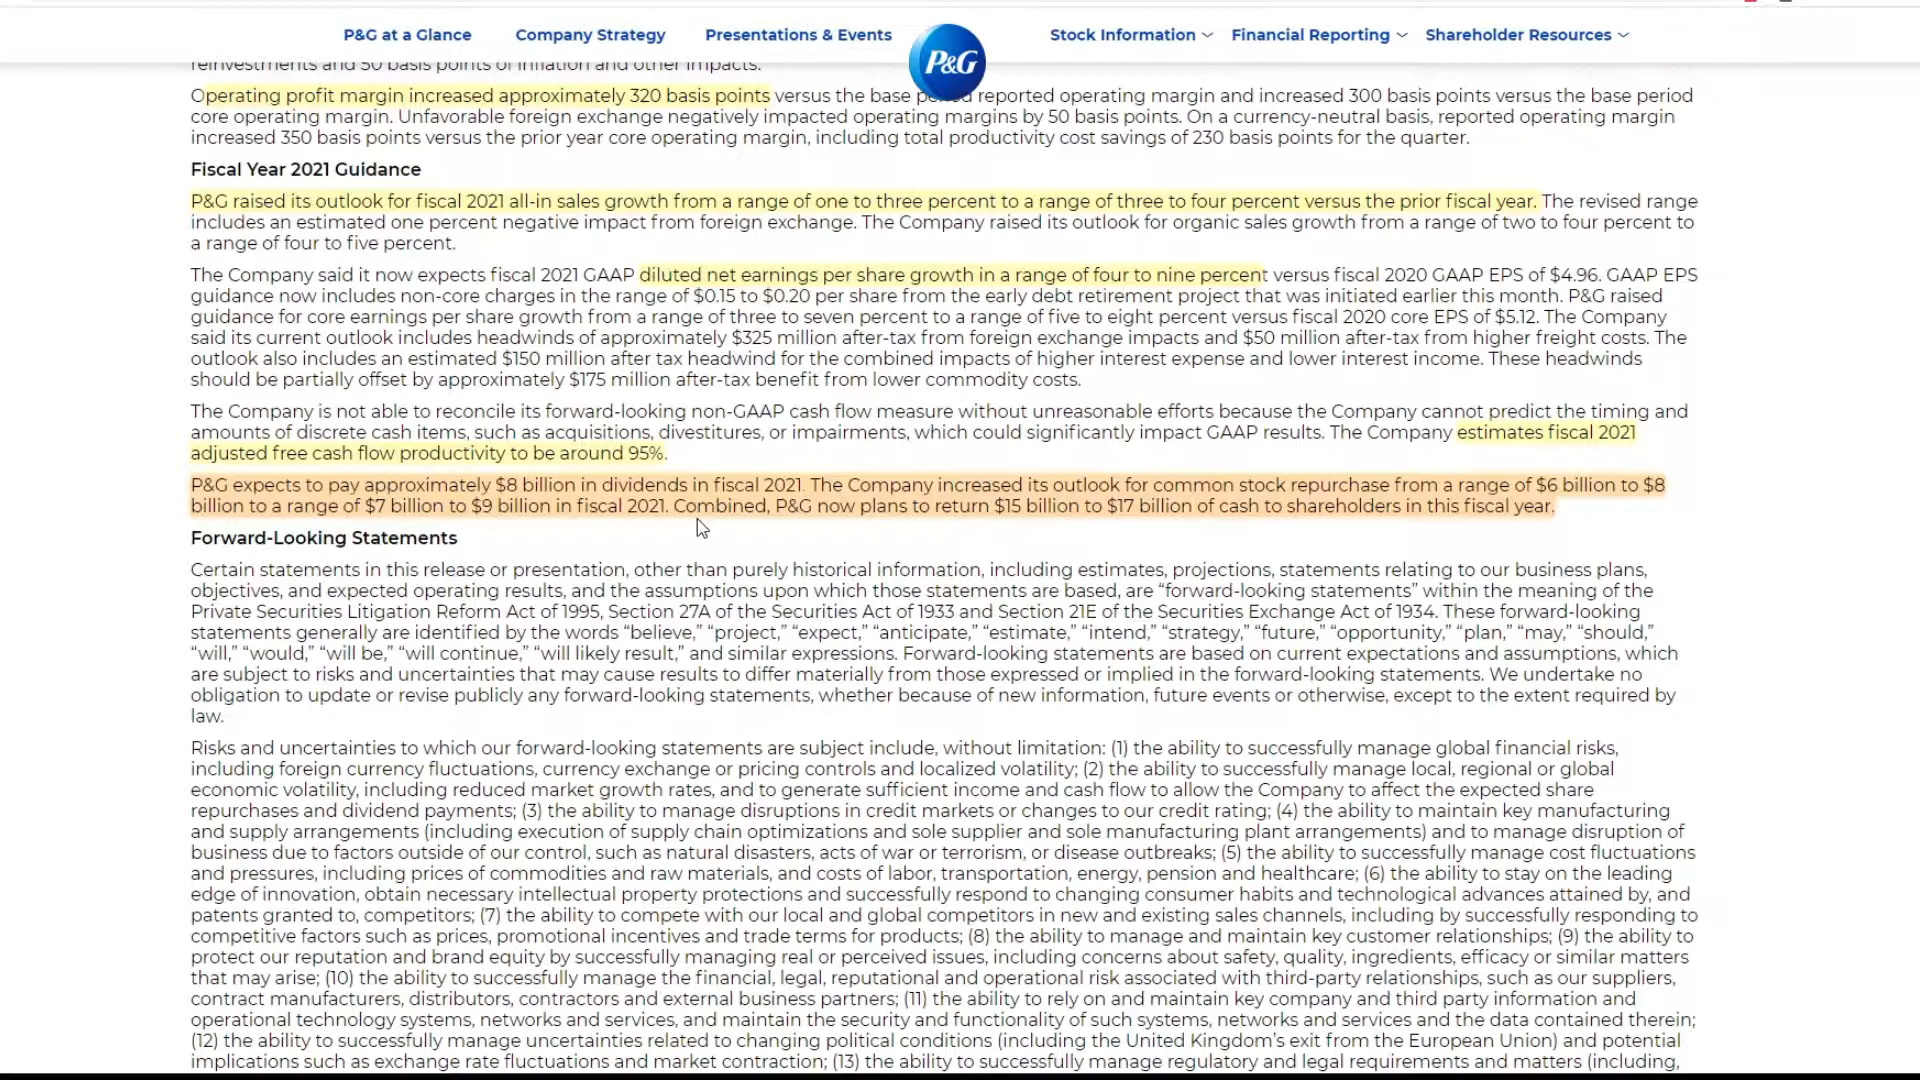 P&G at a Glance Company Strategy Presentations & Events P&G Stock Information Financial Reporting Shareholder Resources
reinvestments and 50 basis points of inflation and other impacts.
Operating profit margin increased approximately 320 basis points versus the base period reported operating margin and increased 300 basis points versus the base period
core operating margin. Unfavorable foreign exchange negatively impacted operating margins by 50 basis points. On a currency-neutral basis, reported operating margin
increased 350 basis points versus the prior year core operating margin, including total productivity cost savings of 230 basis points for the quarter.
Fiscal Year 2021 Guidance
P&G raised its outlook for fiscal 2021 all-in sales growth from a range of one to three percent to a range of three to four percent versus the prior fiscal year. The revised range
includes an estimated one percent negative impact from foreign exchange. The Company raised its outlook for organic sales growth from a range of two to four percent to
a range of four to five percent.
The Company said it now expects fiscal 2021 GAAP diluted net earnings per share growth in a range of four to nine percent versus fiscal 2020 GAAP EPS of $4.96. GAAP EPS
guidance now includes non-core charges in the range of $0.15 to $0.20 per share from the early debt retirement project that was initiated earlier this month. P&G raised
guidance for core earnings per share growth from a range of three to seven percent to a range of five to eight percent versus fiscal 2020 core EPS of $5.12. The Company
said its current outlook includes headwinds of approximately $325 million after-tax from foreign exchange impacts and $50 million after-tax from higher freight costs. The
outlook also includes an estimated $150 million after tax headwind for the combined impacts of higher interest expense and lower interest income. These headwinds
should be partially offset by approximately $175 million after-tax benefit from lower commodity costs.
The Company is not able to reconcile its forward-looking non-GAAP cash flow measure without unreasonable efforts because the Company cannot predict the timing and
amounts of discrete cash items, such as acquisitions, divestitures, or impairments, which could significantly impact GAAP results. The Company estimates fiscal 2021
adjusted free cash flow productivity to be around 95%.
P&G expects to pay approximately $8 billion in dividends in fiscal 2021. The Company increased its outlook for common stock repurchase from a range of $6 billion to $8
billion to a range of $7 billion to $9 billion in fiscal 2021. Combined, P&G now plans to return $15 billion to $17 billion of cash to shareholders in this fiscal year.
Forward-Looking Statements
Certain statements in this release or presentation, other than purely historical information, including estimates, projections, statements relating to our business plans,
objectives, and expected operating results, and the assumptions upon which those statements are based, are “forward-looking statements” within the meaning of the
Private Securities Litigation Reform Act of 1995, Section 27A of the Securities Act of 1933 and Section 21E of the Securities Exchange Act of 1934. These forward-looking
statements generally are identified by the words “believe,” “project,” “expect,” “anticipate,” “estimate,” “intend,” “strategy,” “future,” “opportunity,” “plan,” “may,” “should,”
“will,” “would,” “will be,” “will continue,” “will likely result,” and similar expressions. Forward-looking statements are based on current expectations and assumptions, which
are subject to risks and uncertainties that may cause results to differ materially from those expressed or implied in the forward-looking statements. We undertake no
obligation to update or revise publicly any forward-looking statements, whether because of new information, future events or otherwise, except to the extent required by
law.
Risks and uncertainties to which our forward-looking statements are subject include, without limitation: (1) the ability to successfully manage global financial risks,
including foreign currency fluctuations, currency exchange or pricing controls and localized volatility; (2) the ability to successfully manage local, regional or global
economic volatility, including reduced market growth rates, and to generate sufficient income and cash flow to allow the Company to affect the expected share
repurchases and dividend payments; (3) the ability to manage disruptions in credit markets or changes to our credit rating; (4) the ability to maintain key manufacturing
and supply arrangements (including execution of supply chain optimizations and sole supplier and sole manufacturing plant arrangements) and to manage disruption of
business due to factors outside of our control, such as natural disasters, acts of war or terrorism, or disease outbreaks; (5) the ability to successfully manage cost fluctuations
and pressures, including prices of commodities and raw materials, and costs of labor, transportation, energy, pension and healthcare; (6) the ability to stay on the leading
edge of innovation, obtain necessary intellectual property protections and successfully respond to changing consumer habits and technological advances attained by, and
patents granted to, competitors; (7) the ability to compete with our local and global competitors in new and existing sales channels, including by successfully responding to
competitive factors such as prices, promotional incentives and trade terms for products; (8) the ability to manage and maintain key customer relationships; (9) the ability to
protect our reputation and brand equity by successfully managing real or perceived issues, including concerns about safety, quality, ingredients, efficacy or similar matters
that may arise; (10) the ability to successfully manage the financial, legal, reputational and operational risk associated with third-party relationships, such as our suppliers,
contract manufacturers, distributors, contractors and external business partners; (11) the ability to rely on and maintain key company and third party information and
operational technology systems, networks and services, and maintain the security and functionality of such systems, networks and services and the data contained therein;
(12) the ability to successfully manage uncertainties related to changing political conditions (including the United Kingdom’s exit from the European Union) and potential
implications such as exchange rate fluctuations and market contraction; (13) the ability to successfully manage regulatory and legal requirements and matters (including,